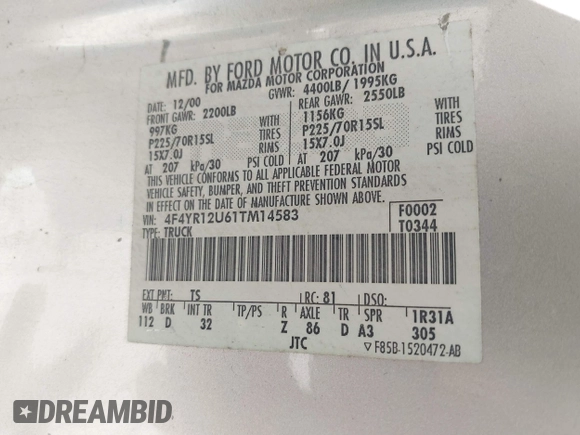 MFD. BY FORD MOTOR CO. IN U.S.A.
FOR MAZDA MOTOR CORPORATION
DATE: 12/00 GVWR: 4400LB/ 1995KG
FRONT GAWR: 2200LB REAR GAWR: 2550LB
997KG WITH 1156KG WITH
P225/70R15SL TIRES P225/70R15SL TIRES
15X7.0J RIMS 15X7.0J RIMS
AT 207 kPa/30 PSI COLD AT 207 kPa/30 PSI COLD
THIS VEHICLE CONFORMS TO ALL APPLICABLE FEDERAL MOTOR
VEHICLE SAFETY, BUMPER, AND THEFT PREVENTION STANDARDS
IN EFFECT ON THE DATE OF MANUFACTURE SHOWN ABOVE.
VIN: 4F4YR12U61TM14583 F0002
TYPE: TRUCK T0344
EXT PNT: TS RC: 81 DSO:
WB BRK INT TR TP/PS R AXLE TR SPR 1R31A
112 D 32 Z 86 D A3 305
JTC ▽ F85B-1520472-AB
DREAMBID